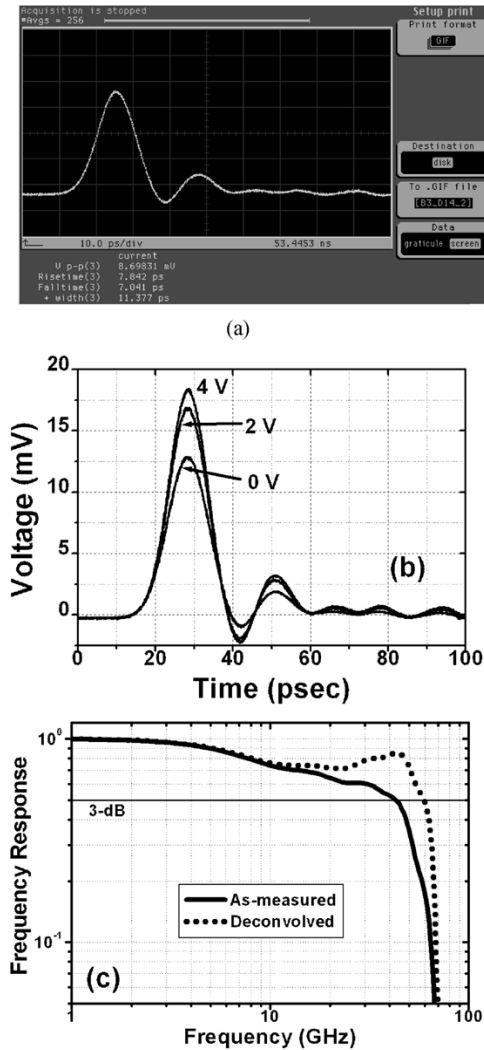 Acquisition is stopped
*Avgs = 256
Setup print
Print format
GIF
Destination
disk
To .GIF file
[B3_D14_2]
Data
graticule screen
10.0 ps/div
53.4453 ns
current
V p-p(3) 8.69831 mV
Risetime(3) 7.842 ps
Falltime(3) 7.041 ps
+ width(3) 11.377 ps
(a)
20
15
10
5
0
Voltage (mV)
4 V
2 V
0 V
(b)
0 20 40 60 80 100
Time (psec)
10⁰
10⁻¹
Frequency Response
3-dB
As-measured
Deconvolved
(c)
1 10 100
Frequency (GHz)